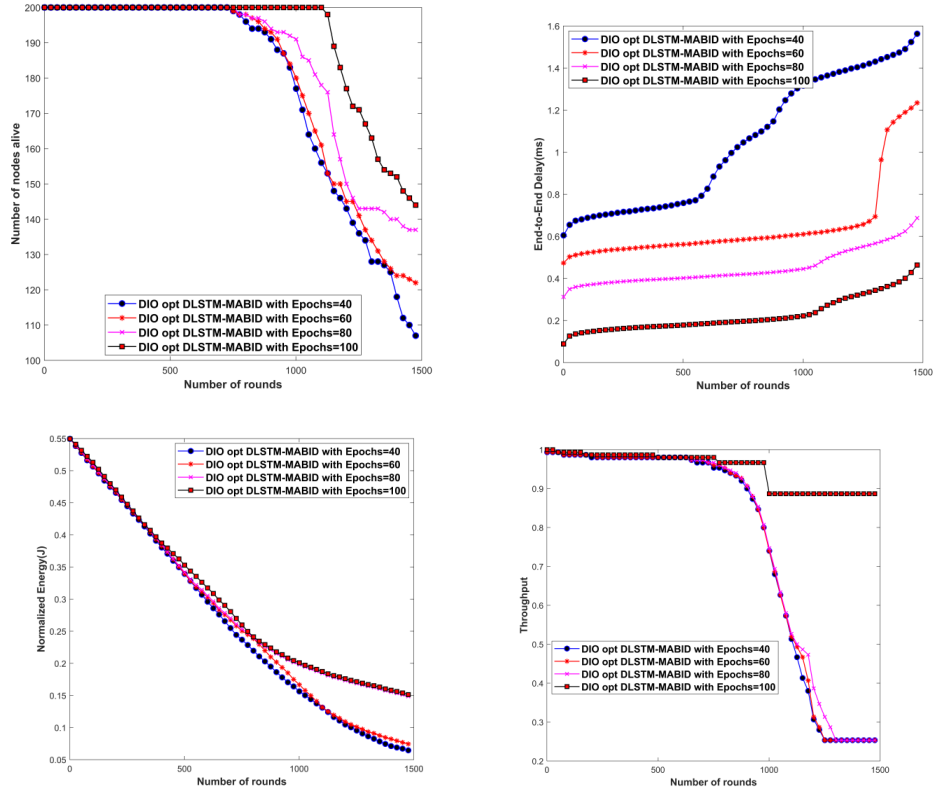 200
190
180
170
160
150
140
130
120
110
100
Number of nodes alive
DIO opt DLSTM-MABID with Epochs=40
DIO opt DLSTM-MABID with Epochs=60
DIO opt DLSTM-MABID with Epochs=80
DIO opt DLSTM-MABID with Epochs=100
0 500 1000 1500
Number of rounds
1.6
1.4
1.2
1
0.8
0.6
0.4
0.2
0
End-to-End Delay(ms)
DIO opt DLSTM-MABID with Epochs=40
DIO opt DLSTM-MABID with Epochs=60
DIO opt DLSTM-MABID with Epochs=80
DIO opt DLSTM-MABID with Epochs=100
0 500 1000 1500
Number of rounds
0.55
0.5
0.45
0.4
0.35
0.3
0.25
0.2
0.15
0.1
0.05
Normalized Energy(J)
DIO opt DLSTM-MABID with Epochs=40
DIO opt DLSTM-MABID with Epochs=60
DIO opt DLSTM-MABID with Epochs=80
DIO opt DLSTM-MABID with Epochs=100
0 500 1000 1500
Number of rounds
1
0.9
0.8
0.7
0.6
0.5
0.4
0.3
0.2
Throughput
DIO opt DLSTM-MABID with Epochs=40
DIO opt DLSTM-MABID with Epochs=60
DIO opt DLSTM-MABID with Epochs=80
DIO opt DLSTM-MABID with Epochs=100
0 500 1000 1500
Number of rounds